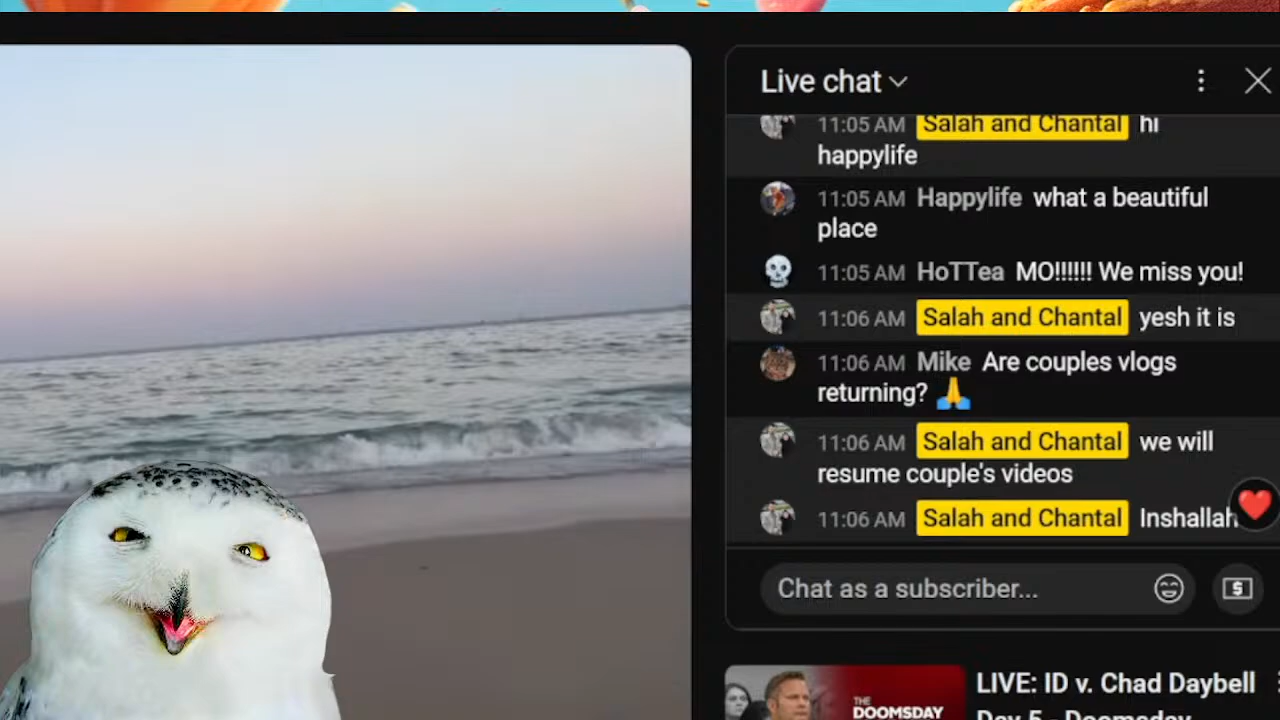 Live chat
11:05 AM Salah and Chantal hi
happylife
11:05 AM Happylife what a beautiful
place
11:05 AM HoTTea MO!!!!!! We miss you!
11:06 AM Salah and Chantal yesh it is
11:06 AM Mike Are couples vlogs
returning? 🙏
11:06 AM Salah and Chantal we will
resume couple's videos
11:06 AM Salah and Chantal Inshallah
Chat as a subscriber...
$
LIVE: ID v. Chad Daybell
Day 5 - Doomsday
THE
DOOMSDAY